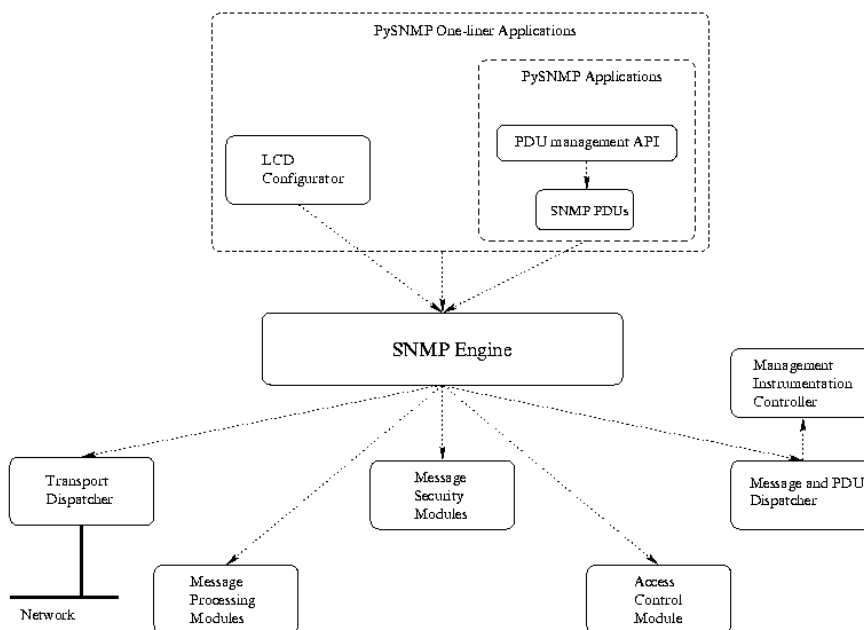 PySNMP One-liner Applications
PySNMP Applications
PDU management API
LCD
Configurator
SNMP PDUs
SNMP Engine
Management
Instrumentation
Controller
Transport
Dispatcher
Message
Security
Modules
Message and PDU
Dispatcher
Message
Processing
Modules
Access
Control
Module
Network